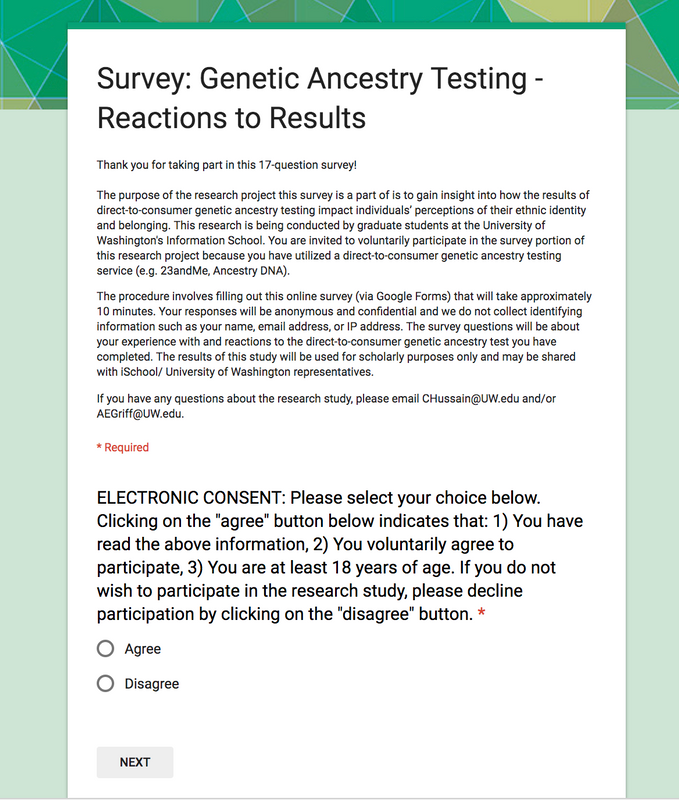 Survey: Genetic Ancestry Testing -
Reactions to Results
Thank you for taking part in this 17-question survey!
The purpose of the research project this survey is a part of is to gain insight into how the results of
direct-to-consumer genetic ancestry testing impact individuals' perceptions of their ethnic identity
and belonging. This research is being conducted by graduate students at the University of
Washington's Information School. You are invited to voluntarily participate in the survey portion of
this research project because you have utilized a direct-to-consumer genetic ancestry testing
service (e.g. 23andMe, Ancestry DNA).
The procedure involves filling out this online survey (via Google Forms) that will take approximately
10 minutes. Your responses will be anonymous and confidential and we do not collect identifying
information such as your name, email address, or IP address. The survey questions will be about
your experience with and reactions to the direct-to-consumer genetic ancestry test you have
completed. The results of this study will be used for scholarly purposes only and may be shared
with iSchool/ University of Washington representatives.
If you have any questions about the research study, please email CHussain@UW.edu and/or
AEGriff@UW.edu.
* Required
ELECTRONIC CONSENT: Please select your choice below.
Clicking on the "agree" button below indicates that: 1) You have
read the above information, 2) You voluntarily agree to
participate, 3) You are at least 18 years of age. If you do not
wish to participate in the research study, please decline
participation by clicking on the "disagree" button. *
Agree
Disagree
NEXT